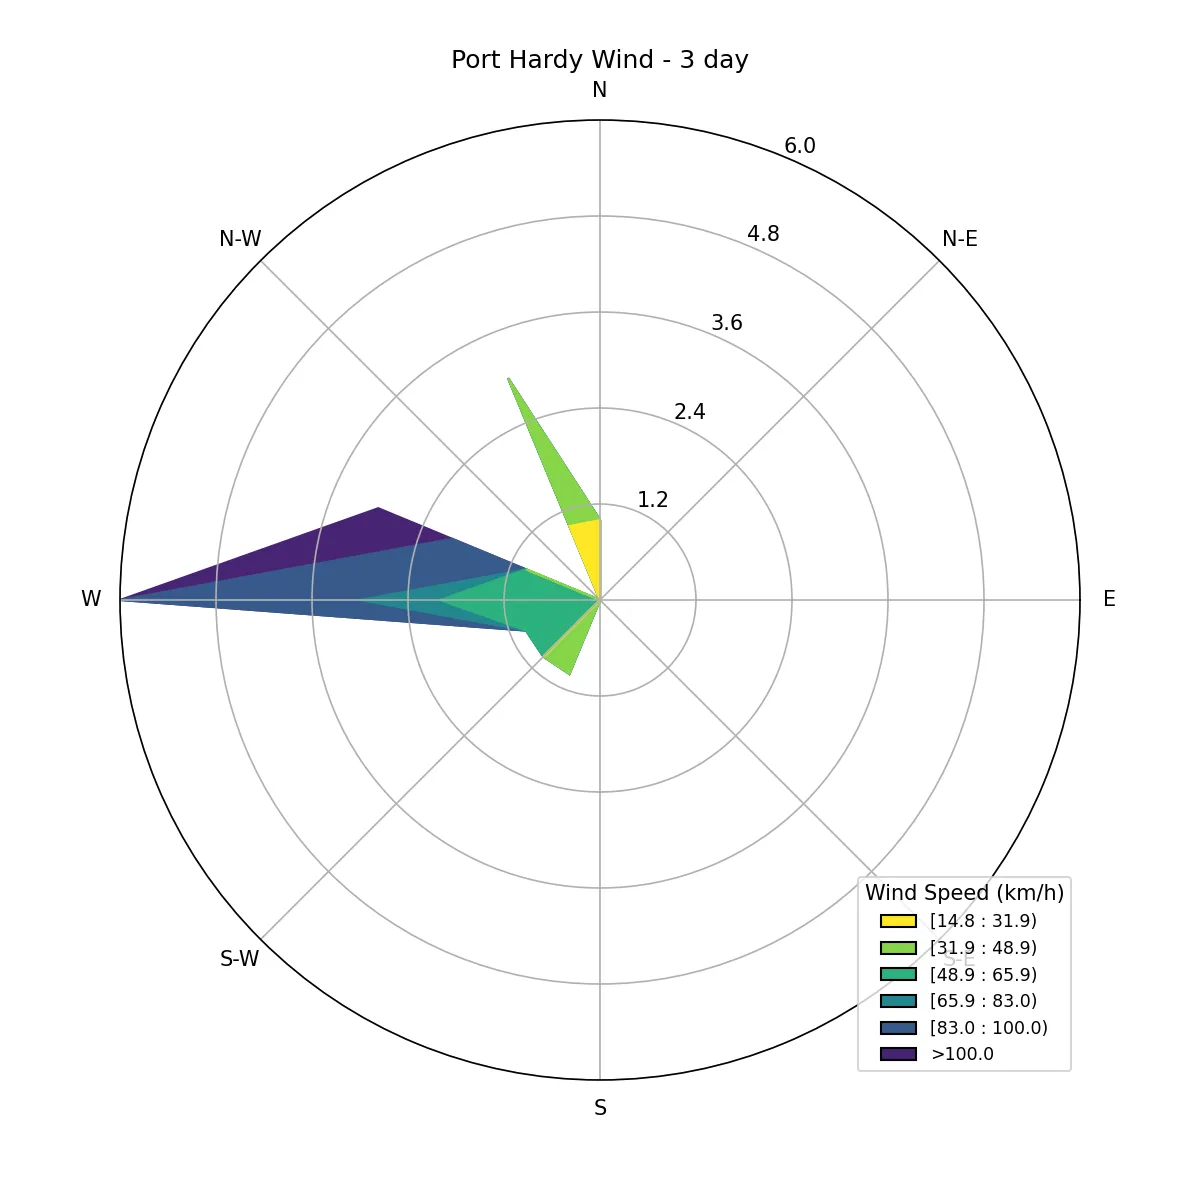 Port Hardy Wind - 3 day
N
6.0
N-W
N-E
4.8
3.6
2.4
1.2
W
E
S-W
S-E
S
Wind Speed (km/h)
[14.8 : 31.9)
[31.9 : 48.9)
[48.9 : 65.9)
[65.9 : 83.0)
[83.0 : 100.0)
>100.0